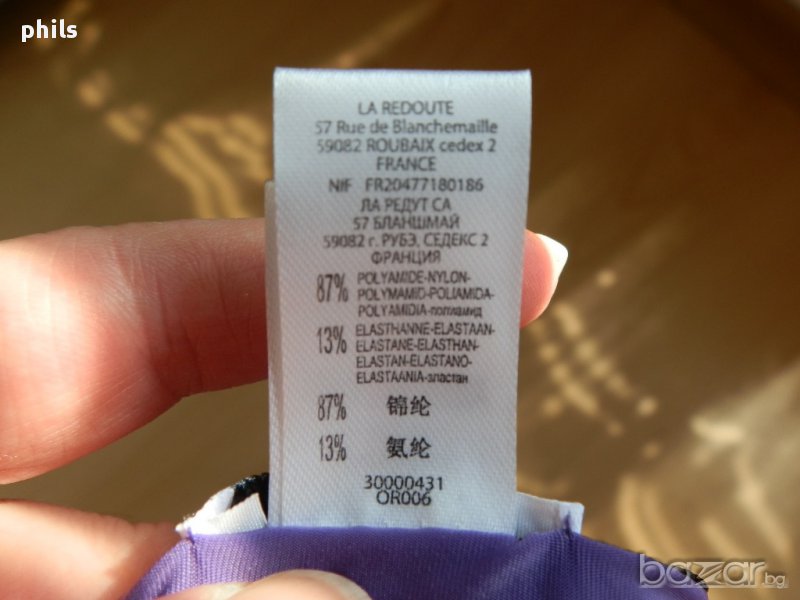 phils
LA REDOUTE
57 Rue de Blanchemaille
59082 ROUBAIX cedex 2
FRANCE
NIF FR20477180186
ЛА РЕДУТ СА
57 БЛАНШМАЙ
59082 г. РУБЭ, СЕДЕКС 2
ФРАНЦИЯ
87% POLYAMIDE-NYLON-
POLYMAMID-POLIAMIDA-
POLYAMIDIA-полиамид
13% ELASTHANNE-ELASTAAN-
ELASTANE-ELASTHAN-
ELASTAN-ELASTANO-
ELASTAANIA-эластан
87% 锦纶
13% 氨纶
30000431
OR006
bazar.bg